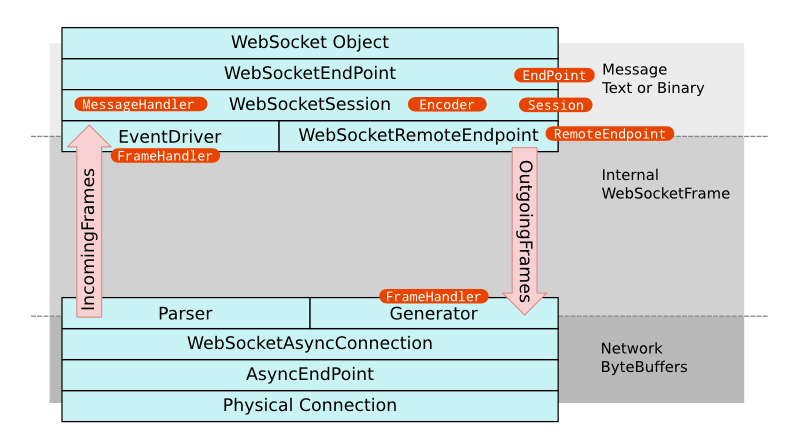 WebSocket Object
WebSocketEndPoint
EndPoint
Message
Text or Binary
MessageHandler
WebSocketSession
Encoder
Session
EventDriver
WebSocketRemoteEndpoint
RemoteEndpoint
FrameHandler
IncomingFrames
OutgoingFrames
Internal
WebSocketFrame
FrameHandler
Parser
Generator
WebSocketAsyncConnection
Network
ByteBuffers
AsyncEndPoint
Physical Connection